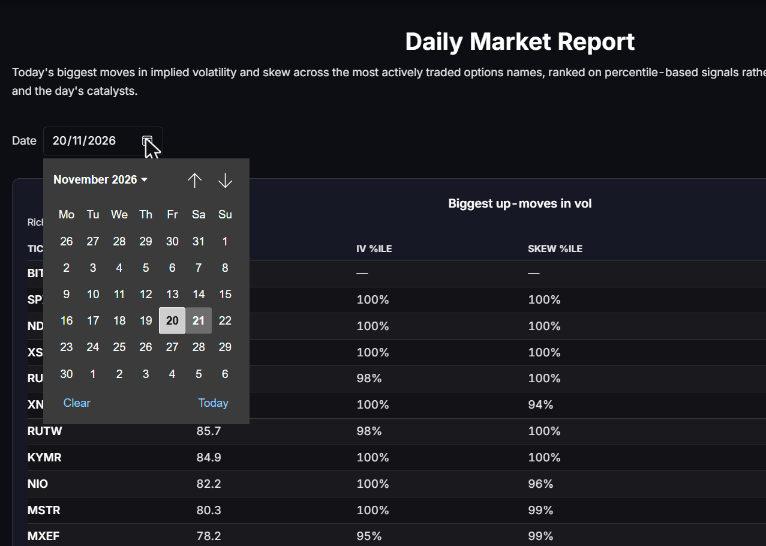 Daily Market Report
Today's biggest moves in implied volatility and skew across the most actively traded options names, ranked on percentile-based signals
and the day's catalysts.
Date 20/11/2026
November 2026
Mo Tu We Th Fr Sa Su
26 27 28 29 30 31 1
2 3 4 5 6 7 8
9 10 11 12 13 14 15
16 17 18 19 20 21 22
23 24 25 26 27 28 29
30 1 2 3 4 5 6
Clear Today
Biggest up-moves in vol
IV %ILE SKEW %ILE
— —
100% 100%
100% 100%
100% 100%
98% 100%
100% 94%
RUTW 85.7 98% 100%
KYMR 84.9 100% 100%
NIO 82.2 100% 96%
MSTR 80.3 100% 99%
MXEF 78.2 95% 99%